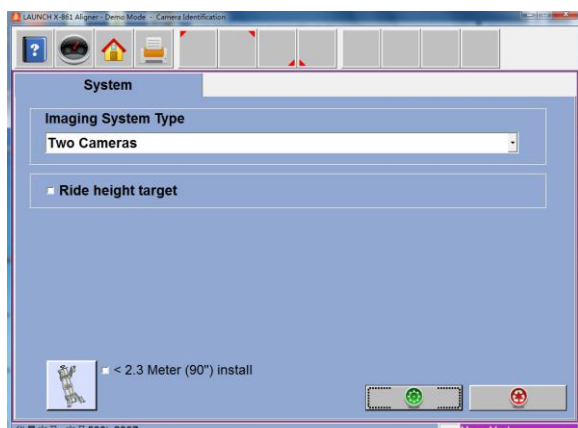 LAUNCH X-861 Aligner - Demo Mode - Camera Identification
?
System
Imaging System Type
Two Cameras
Ride height target
< 2.3 Meter (90") install